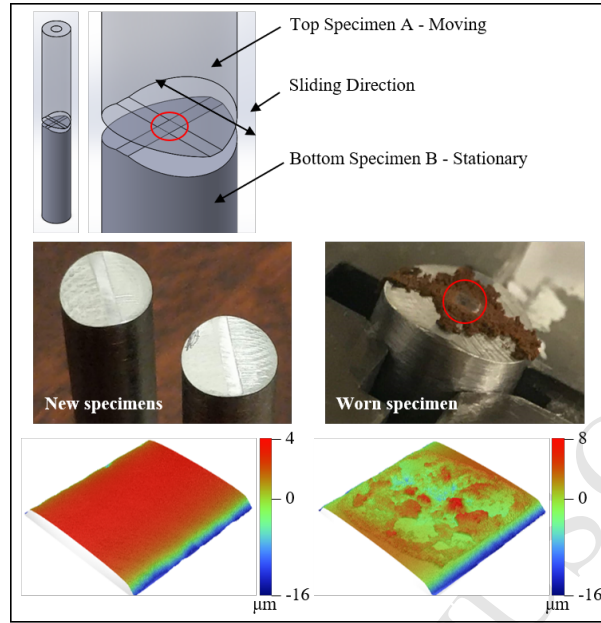 Top Specimen A - Moving
Sliding Direction
Bottom Specimen B - Stationary
New specimens
Worn specimen
4
0
-16
μm
8
0
-16
μm